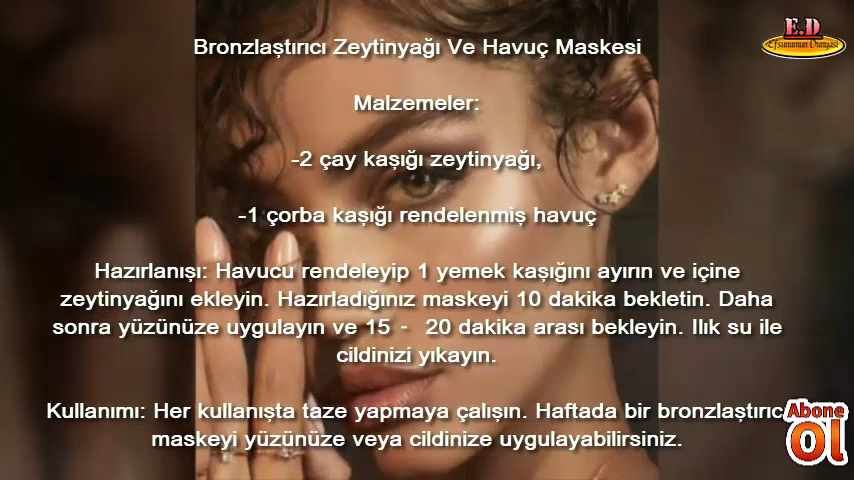 E.D
Efsununun Dünyası
Bronzlaştırıcı Zeytinyağı Ve Havuç Maskesi
Malzemeler:
-2 çay kaşığı zeytinyağı,
-1 çorba kaşığı rendelenmiş havuç
Hazırlanışı: Havucu rendeleyip 1 yemek kaşığını ayırın ve içine
zeytinyağını ekleyin. Hazırladığınız maskeyi 10 dakika bekletin. Daha
sonra yüzünüze uygulayın ve 15 - 20 dakika arası bekleyin. Ilık su ile
cildinizi yıkayın.
Kullanımı: Her kullanışta taze yapmaya çalışın. Haftada bir bronzlaştırıc
maskeyi yüzünüze veya cildinize uygulayabilirsiniz.
Abone
Ol